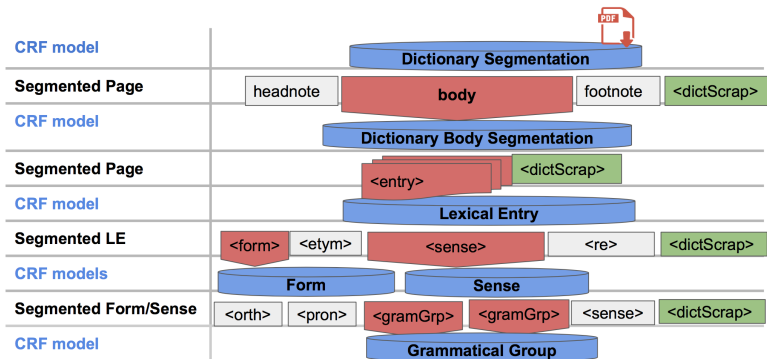 PDF
CRF model
Dictionary Segmentation
Segmented Page
headnote body footnote <dictScrap>
CRF model
Dictionary Body Segmentation
Segmented Page
<entry> <dictScrap>
CRF model
Lexical Entry
Segmented LE
<form> <etym> <sense> <re> <dictScrap>
CRF models
Form Sense
Segmented Form/Sense
<orth> <pron> <gramGrp> <gramGrp> <sense> <dictScrap>
CRF model
Grammatical Group